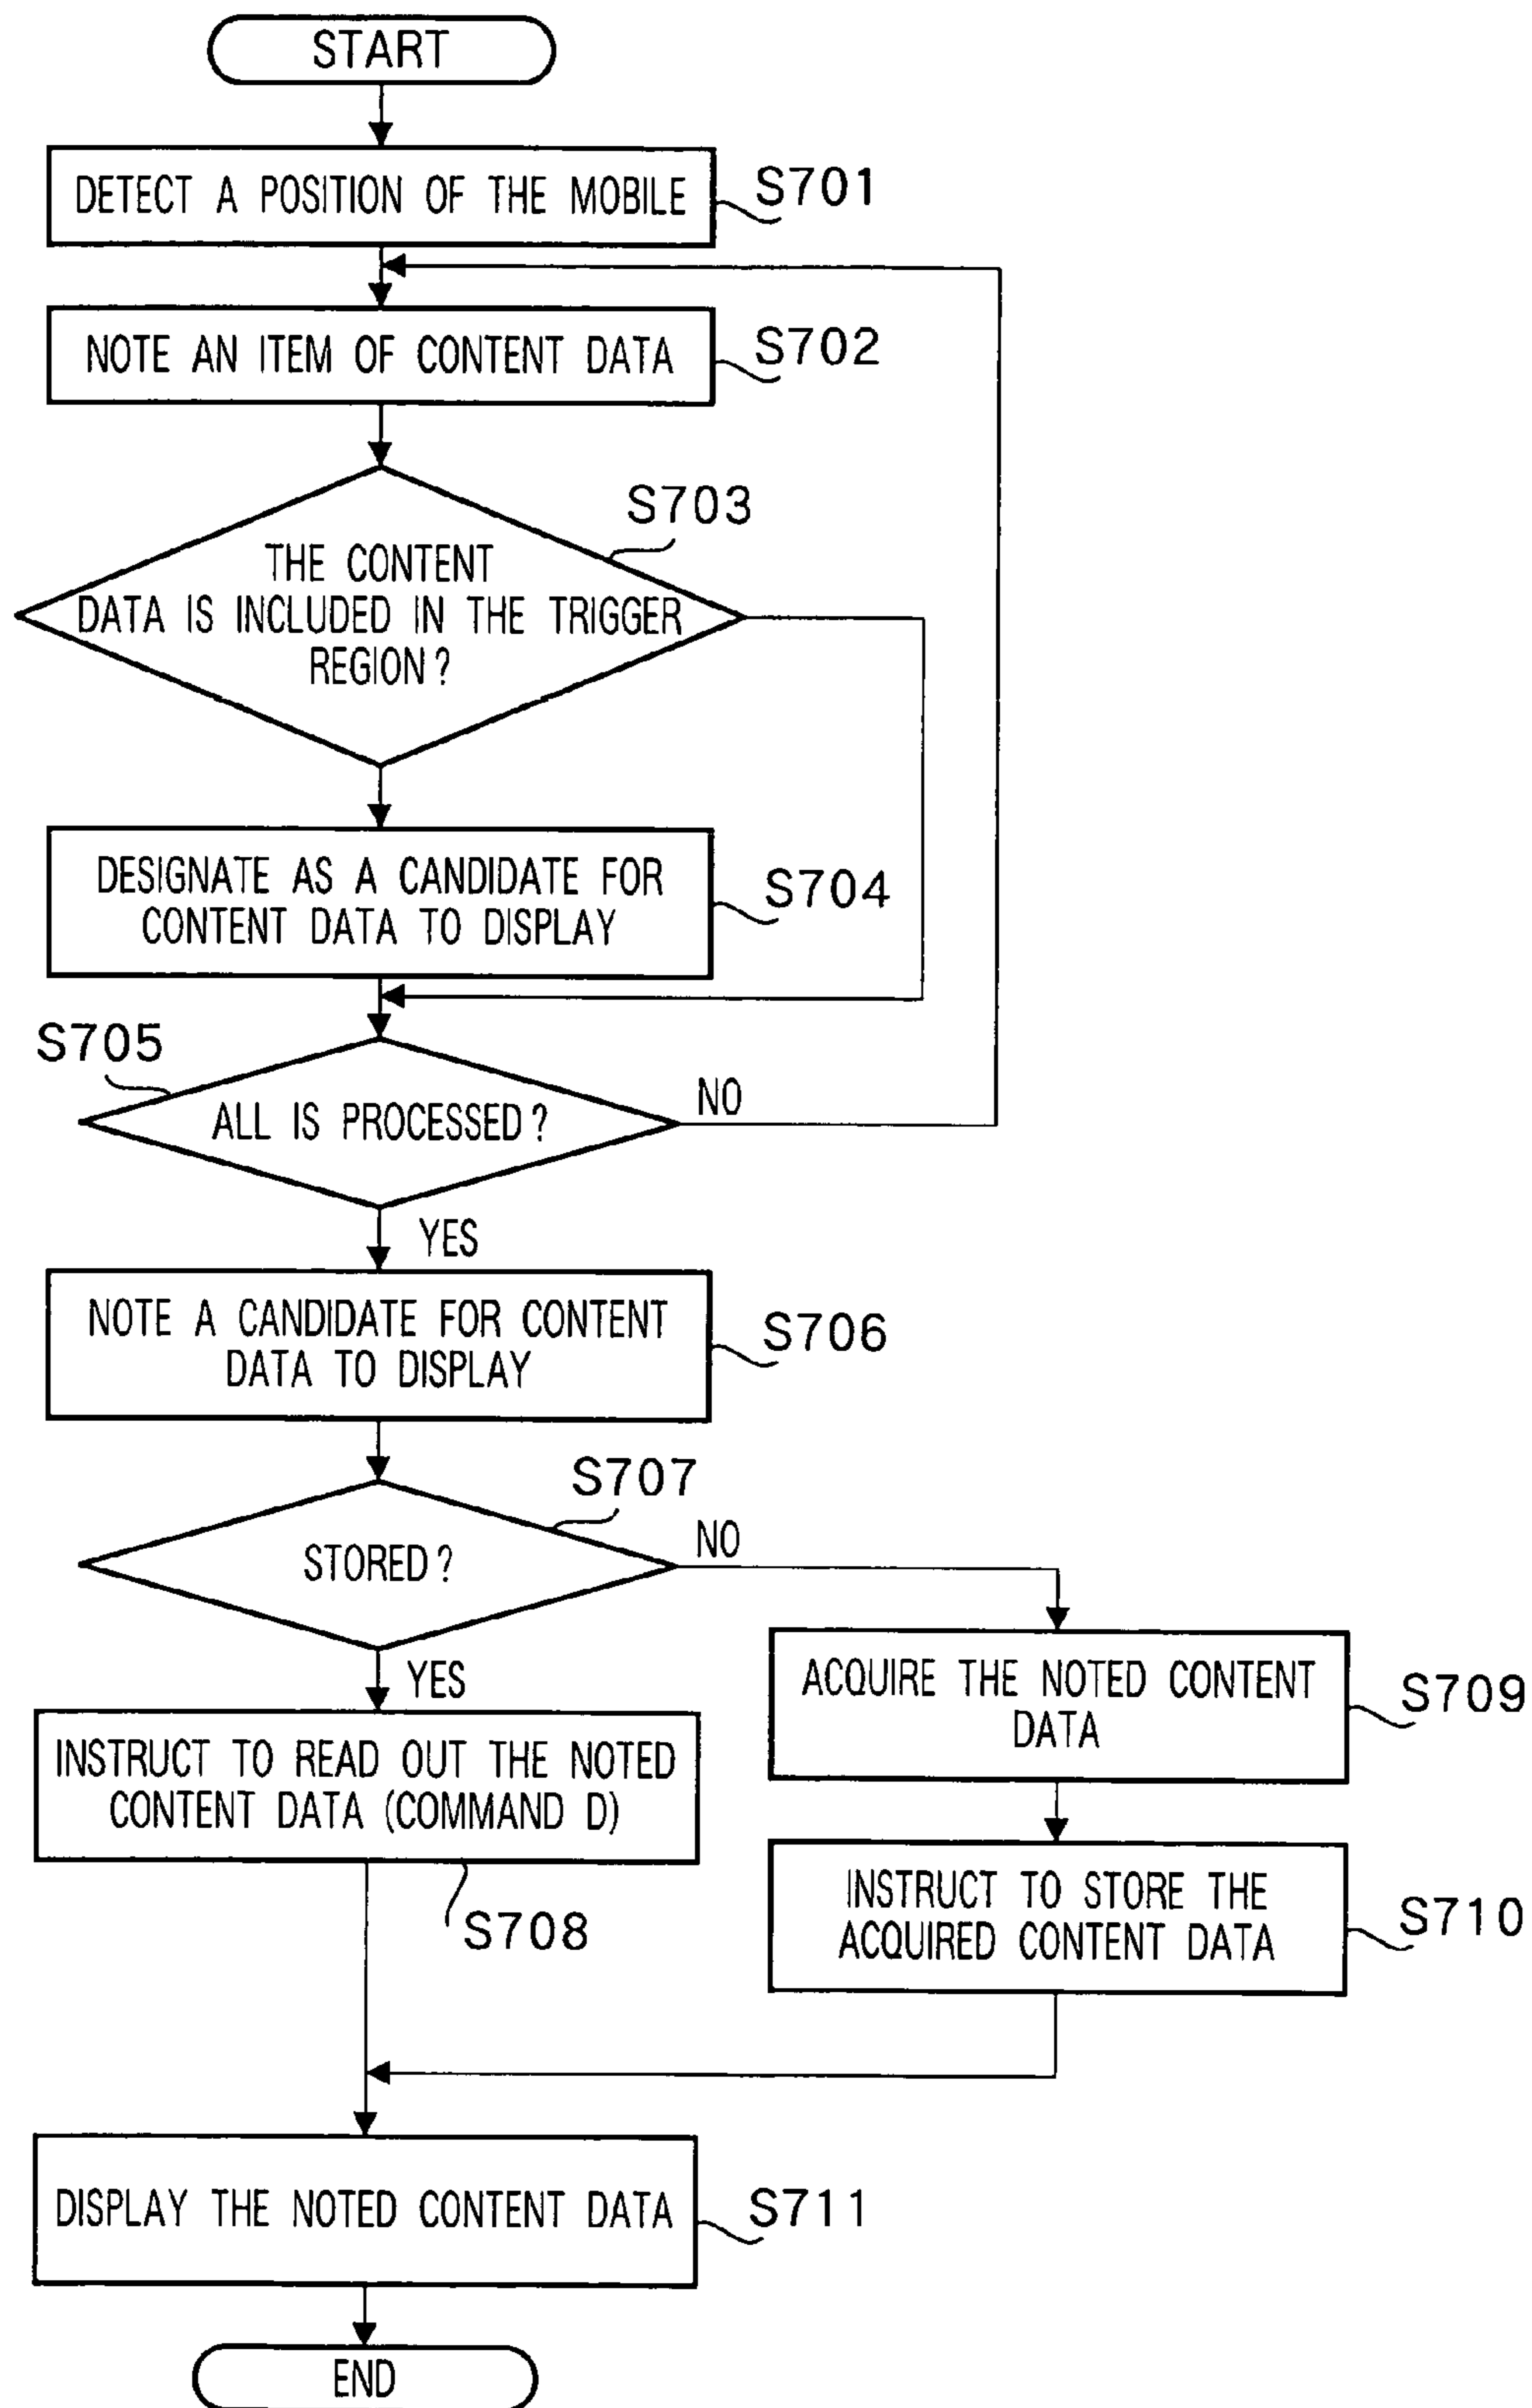 START
DETECT A POSITION OF THE MOBILE
S701
NOTE AN ITEM OF CONTENT DATA
S702
S703
THE CONTENT
DATA IS INCLUDED IN THE TRIGGER
REGION?
DESIGNATE AS A CANDIDATE FOR
CONTENT DATA TO DISPLAY
S704
S705
ALL IS PROCESSED?
NO
YES
NOTE A CANDIDATE FOR CONTENT
DATA TO DISPLAY
S706
S707
STORED?
NO
YES
INSTRUCT TO READ OUT THE NOTED
CONTENT DATA (COMMAND D)
S708
ACQUIRE THE NOTED CONTENT
DATA
S709
INSTRUCT TO STORE THE
ACQUIRED CONTENT DATA
S710
DISPLAY THE NOTED CONTENT DATA
S711
END